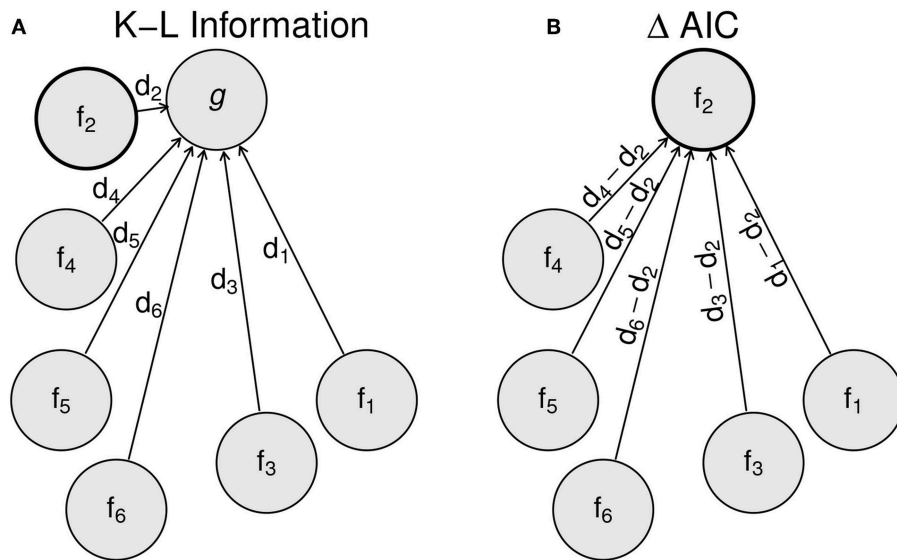 A
K–L Information
f₂
d₂
g
d₄
f₄
d₅
d₆
d₃
d₁
f₅
f₁
f₃
f₆
B
Δ AIC
f₂
d₄ – d₂
d₅ – d₂
f₄
d₆ – d₂
d₃ – d₂
d₁ – d₂
f₅
f₁
f₃
f₆